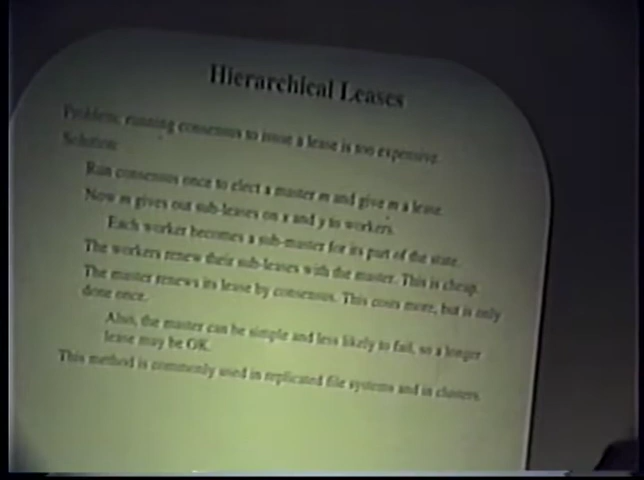 Hierarchical Leases
Problem: running consensus to issue a lease is too expensive.
Solution:
Run consensus once to elect a master m and give m a lease.
Now m gives out sub-leases on x and y to workers.
Each worker becomes a sub-master for its part of the state.
The workers renew their sub-leases with the master. This is cheap.
The master renews its lease by consensus. This costs more, but is only
done once.
Also, the master can be simple and less likely to fail, so a longer
lease may be OK.
This method is commonly used in replicated file systems and in clusters.